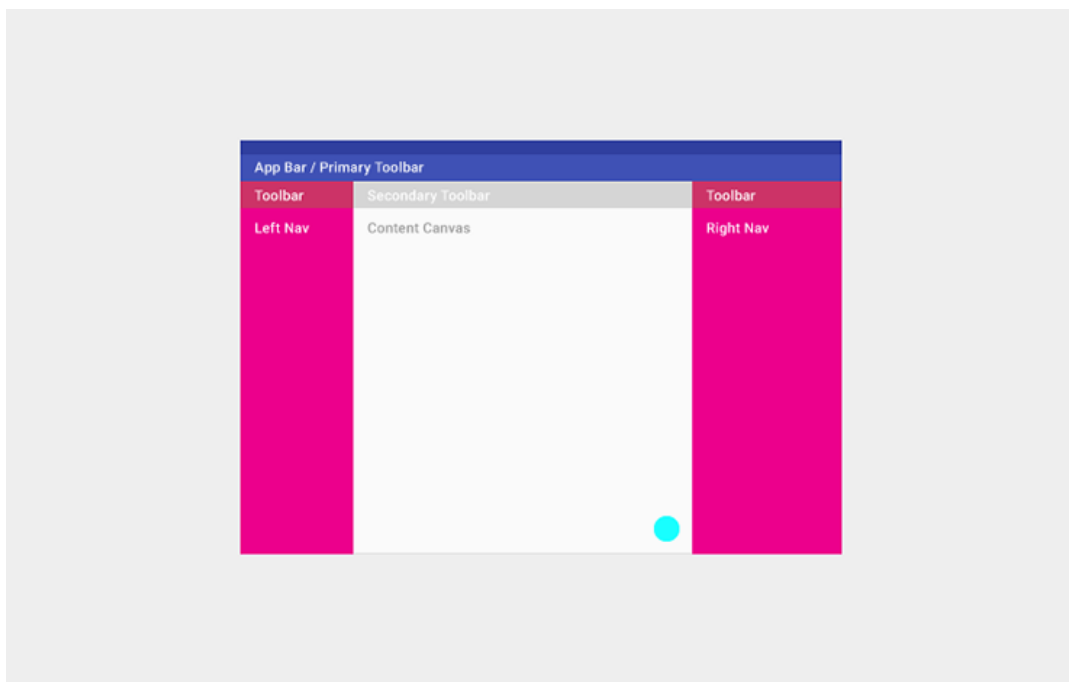 App Bar / Primary Toolbar
Toolbar
Secondary Toolbar
Toolbar
Left Nav
Content Canvas
Right Nav